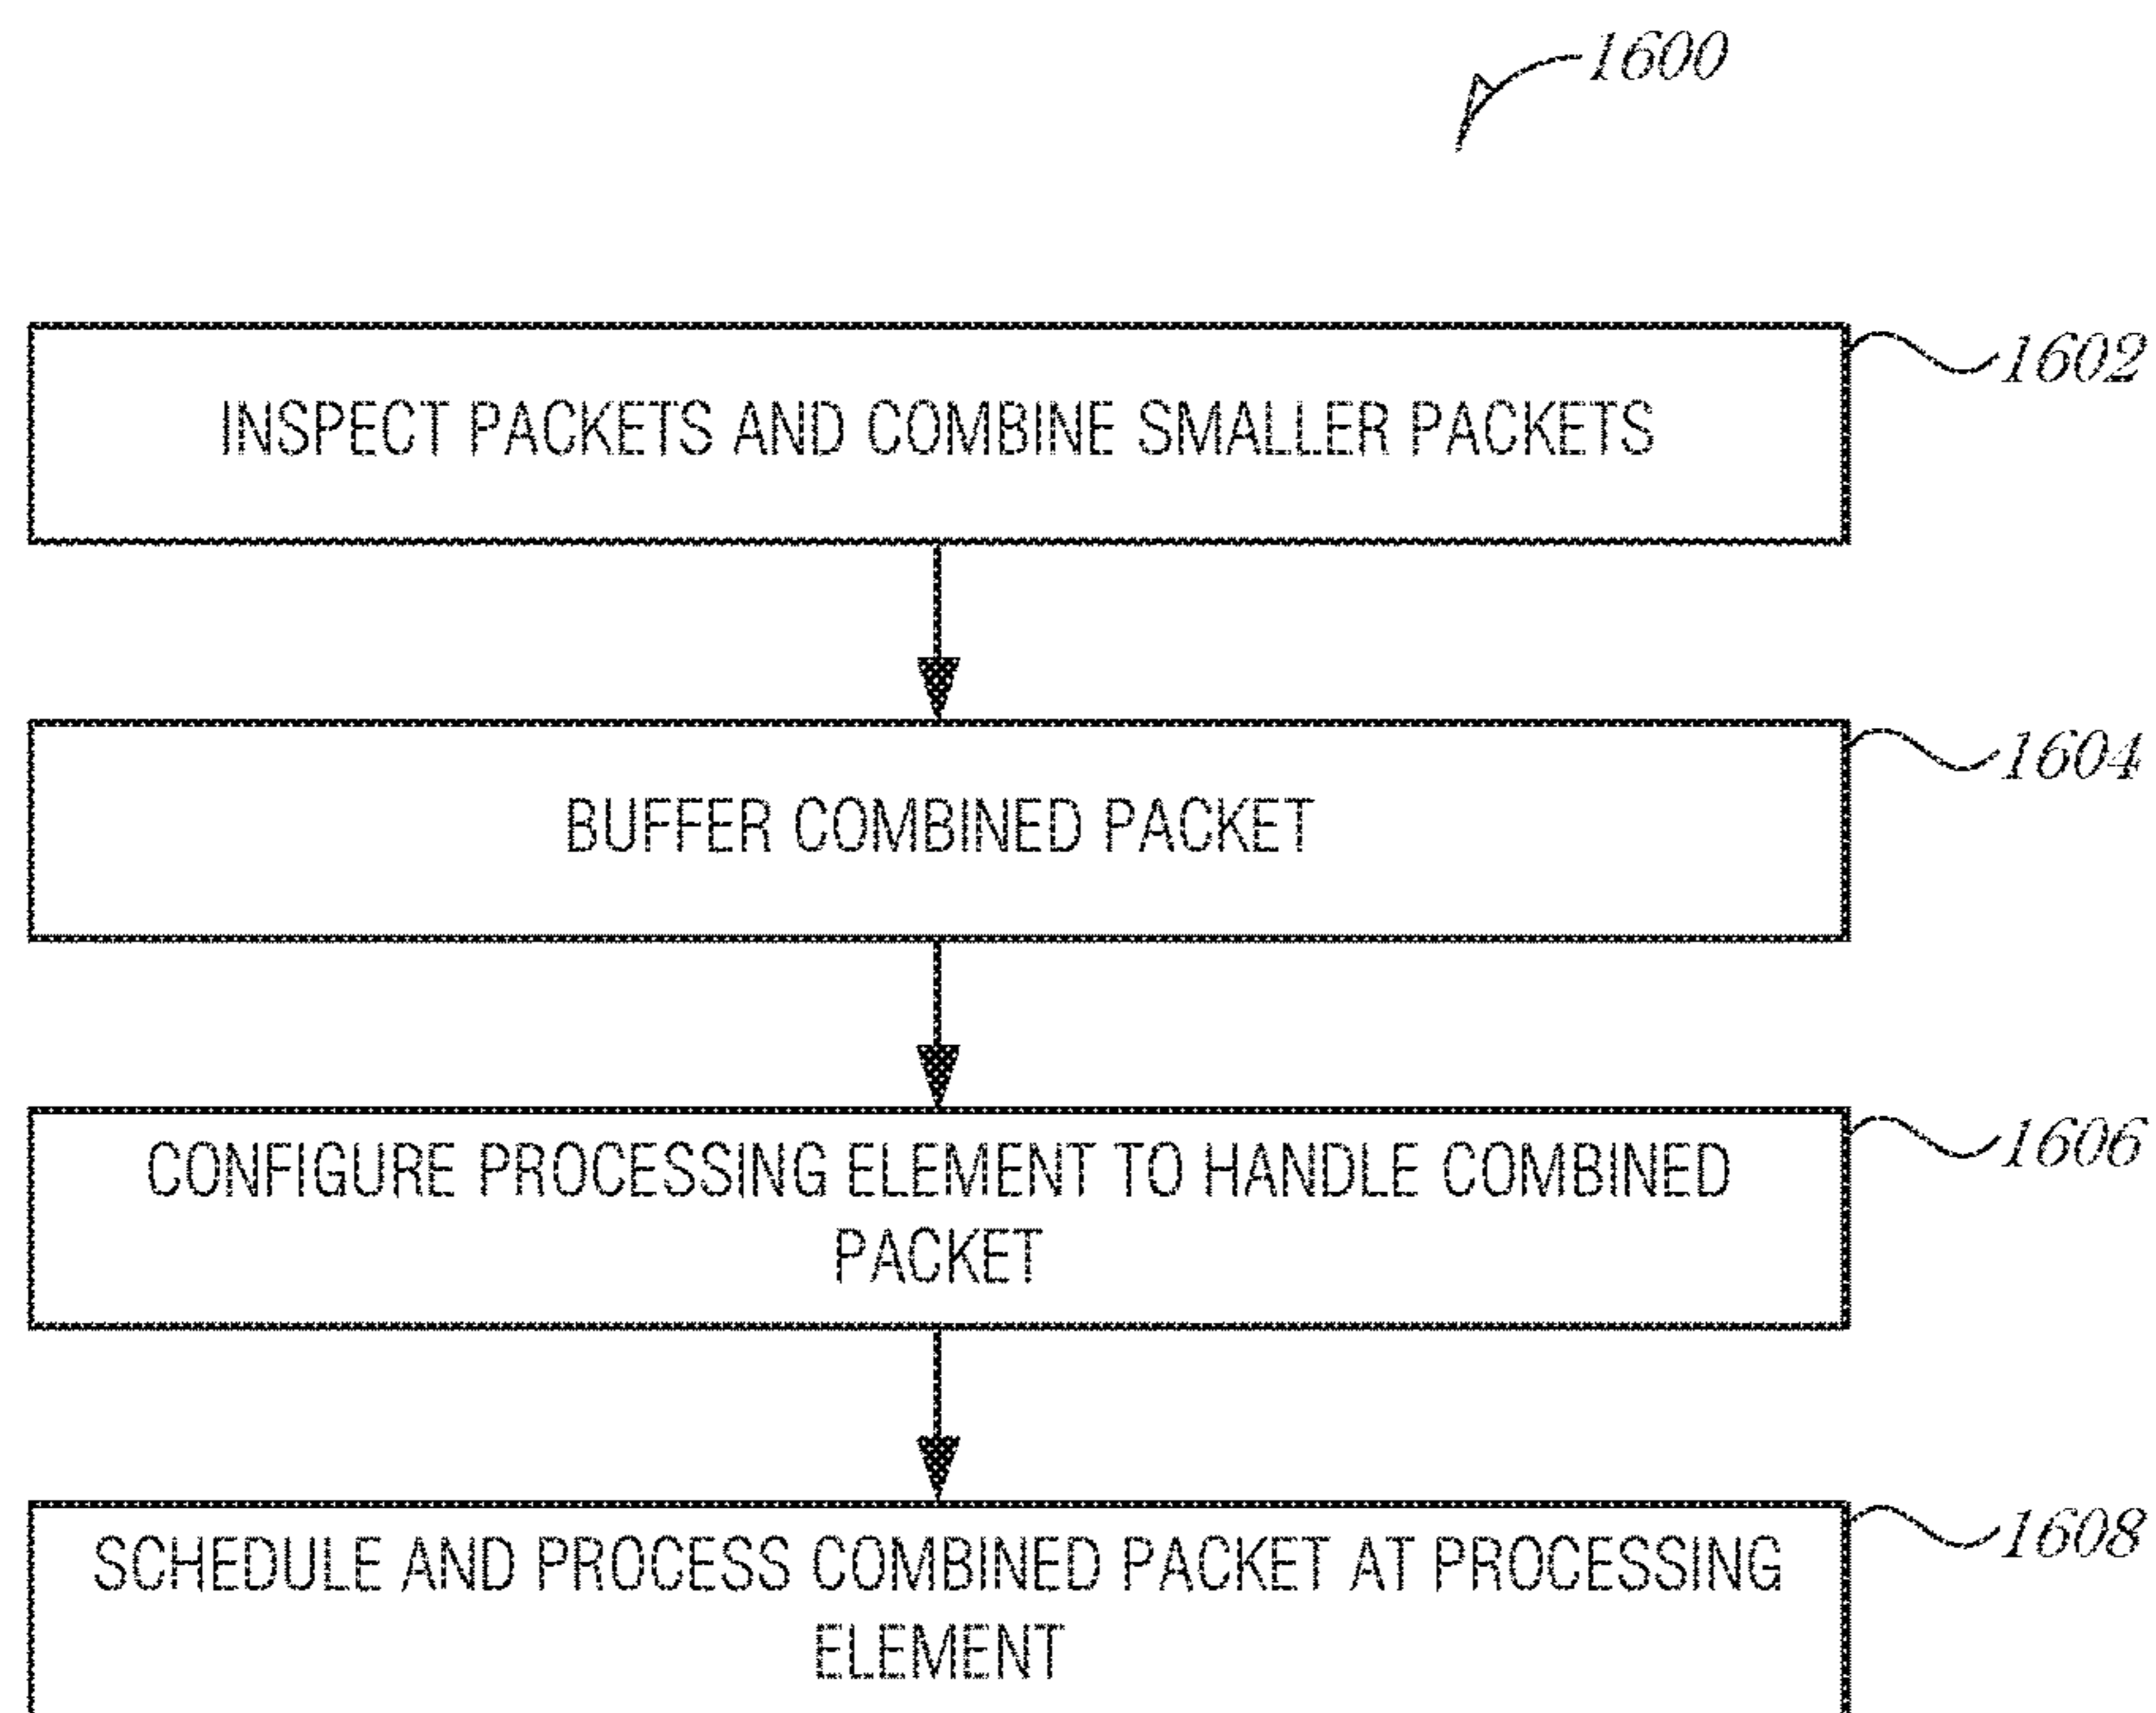 1600
INSPECT PACKETS AND COMBINE SMALLER PACKETS
1602
BUFFER COMBINED PACKET
1604
CONFIGURE PROCESSING ELEMENT TO HANDLE COMBINED
PACKET
1606
SCHEDULE AND PROCESS COMBINED PACKET AT PROCESSING
ELEMENT
1608